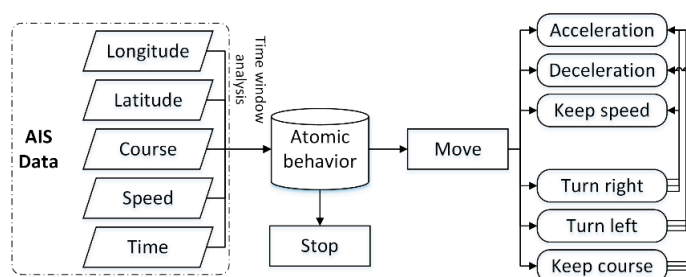 AIS
Data
Longitude
Latitude
Course
Speed
Time
Time window
analysis
Atomic
behavior
Stop
Move
Acceleration
Deceleration
Keep speed
Turn right
Turn left
Keep course